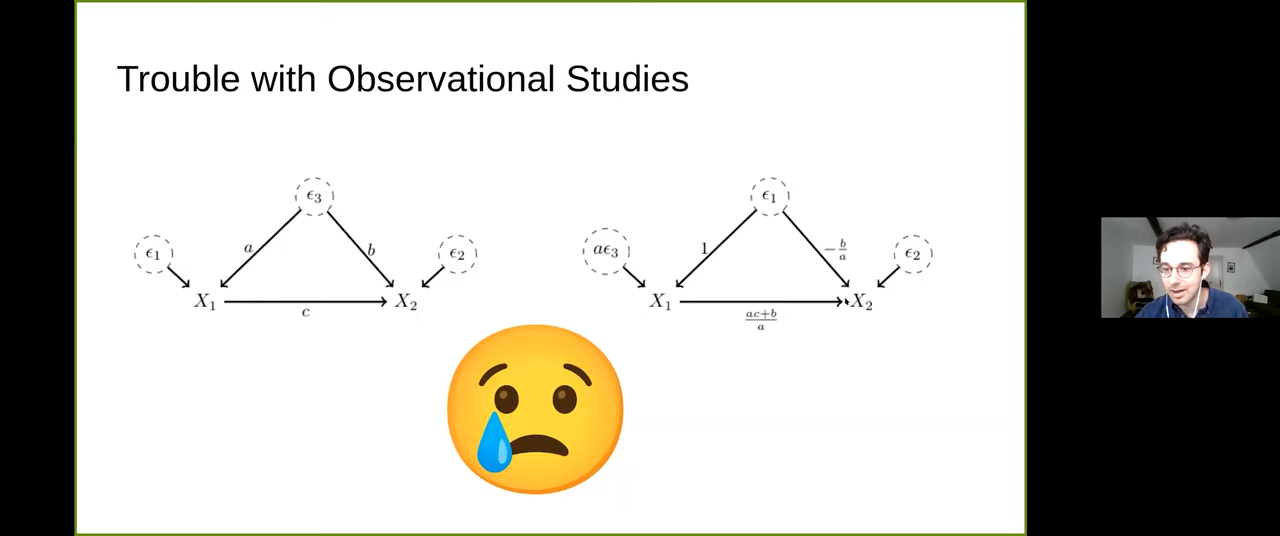 Trouble with Observational Studies
ϵ₃
ϵ₁
a
b
ϵ₂
X₁
X₂
c
ϵ₁
aϵ₃
1
−b/a
ϵ₂
X₁
X₂
ac+b/a